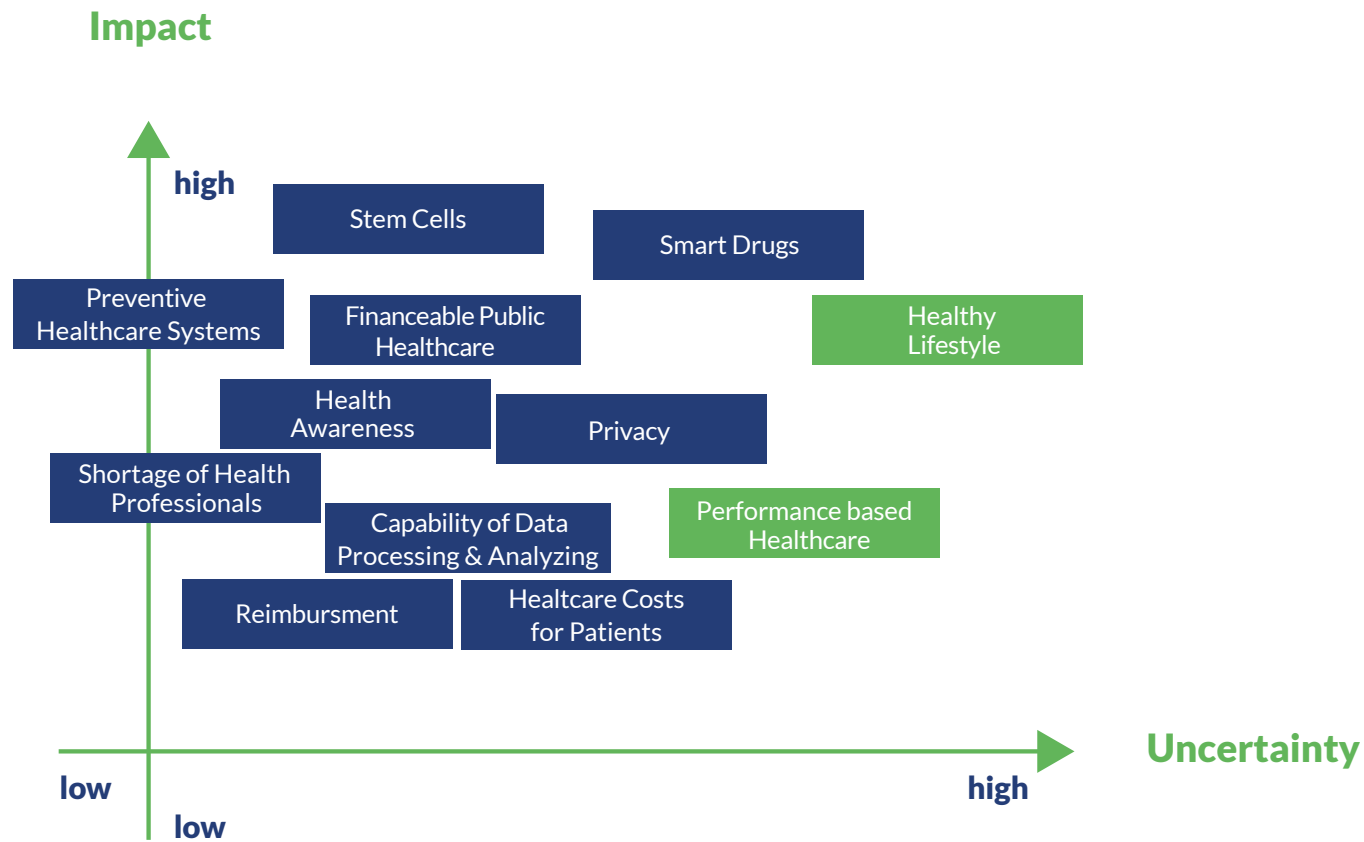 Impact
high
Stem Cells
Smart Drugs
Preventive
Healthcare Systems
Financeable Public
Healthcare
Healthy
Lifestyle
Health
Awareness
Privacy
Shortage of Health
Professionals
Capability of Data
Processing & Analyzing
Performance based
Healthcare
Reimbursment
Healtcare Costs
for Patients
Uncertainty
low
high
low